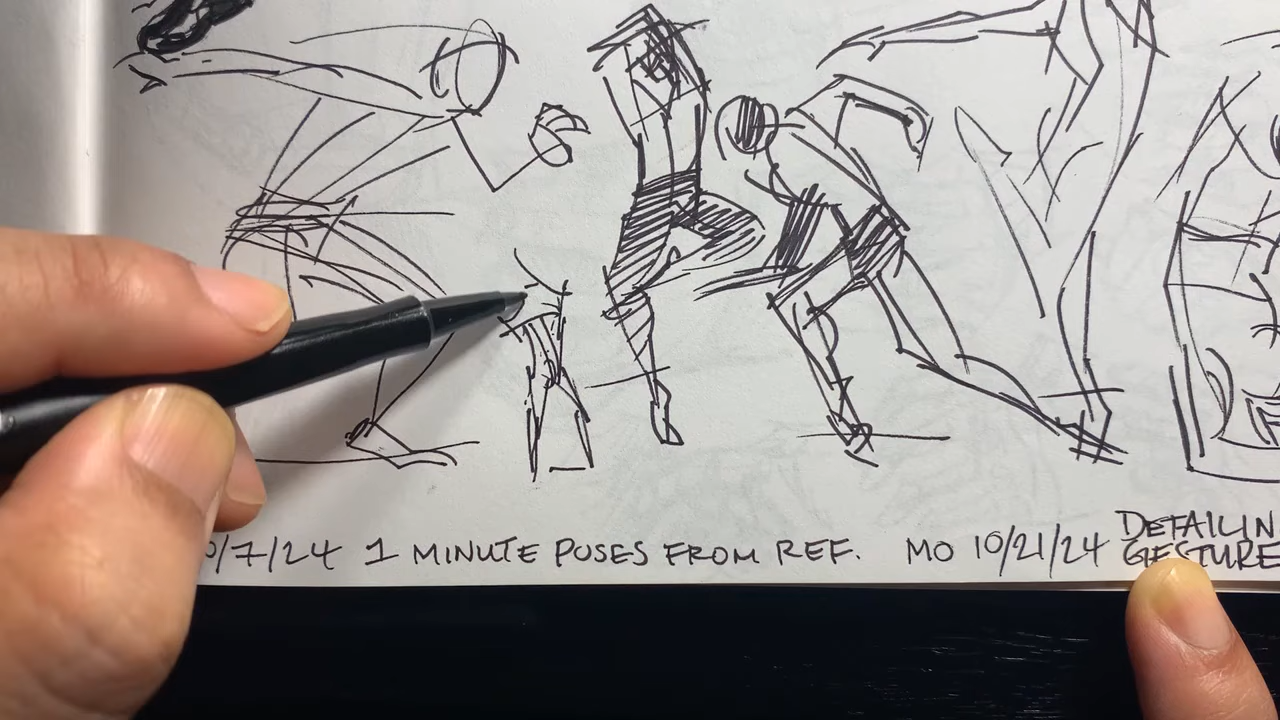 /7/24 1 MINUTE POSES FROM REF. MO 10/21/24 DETAILIN
GESTURE